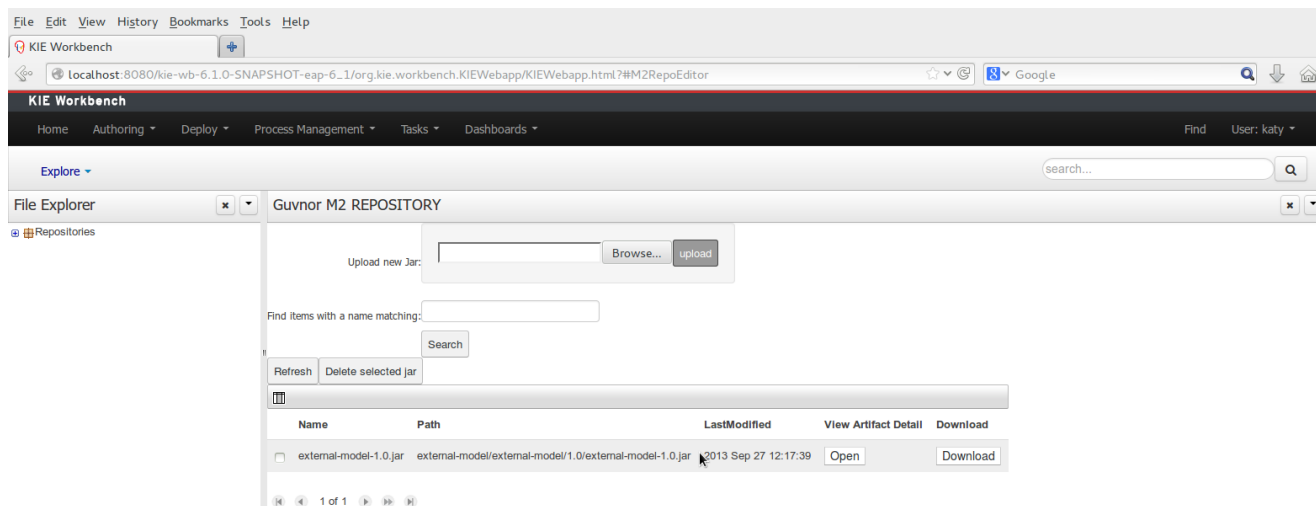 File Edit View History Bookmarks Tools Help
KIE Workbench
localhost:8080/kie-wb-6.1.0-SNAPSHOT-eap-6_1/org.kie.workbench.KIEWebapp/KIEWebapp.html?#M2RepoEditor
Google
KIE Workbench
Home Authoring Deploy Process Management Tasks Dashboards Find User: katy
Explore
search...
File Explorer
Guvnor M2 REPOSITORY
Repositories
Upload new Jar:
Browse...
upload
Find items with a name matching:
Search
Refresh
Delete selected jar
Name Path LastModified View Artifact Detail Download
external-model-1.0.jar external-model/external-model/1.0/external-model-1.0.jar 2013 Sep 27 12:17:39 Open Download
1 of 1